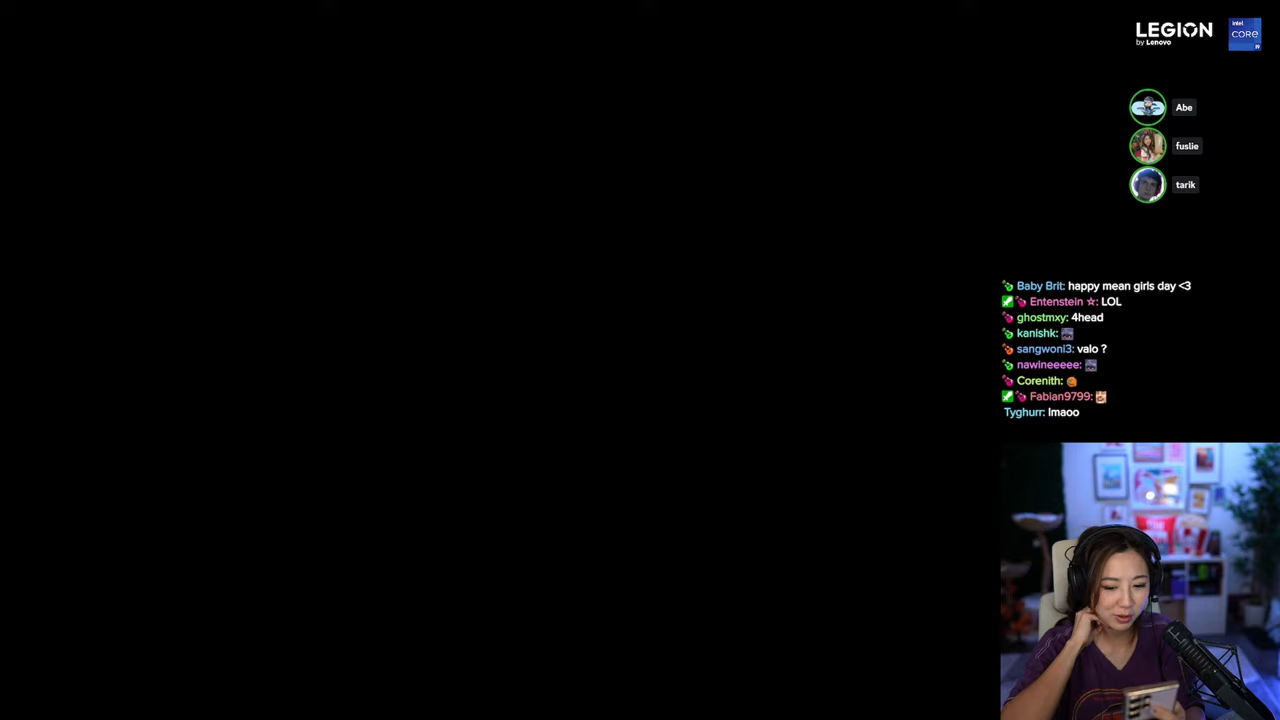 LEGION
by Lenovo
intel
CORE
i9
Abe
fuslie
tarik
Baby Brit: happy mean girls day <3
Entenstein ☆: LOL
ghostmxy: 4head
kanishk:
sangwoni3: valo ?
nawineeeee:
Corenith:
Fabian9799:
Tyghurr: lmaoo